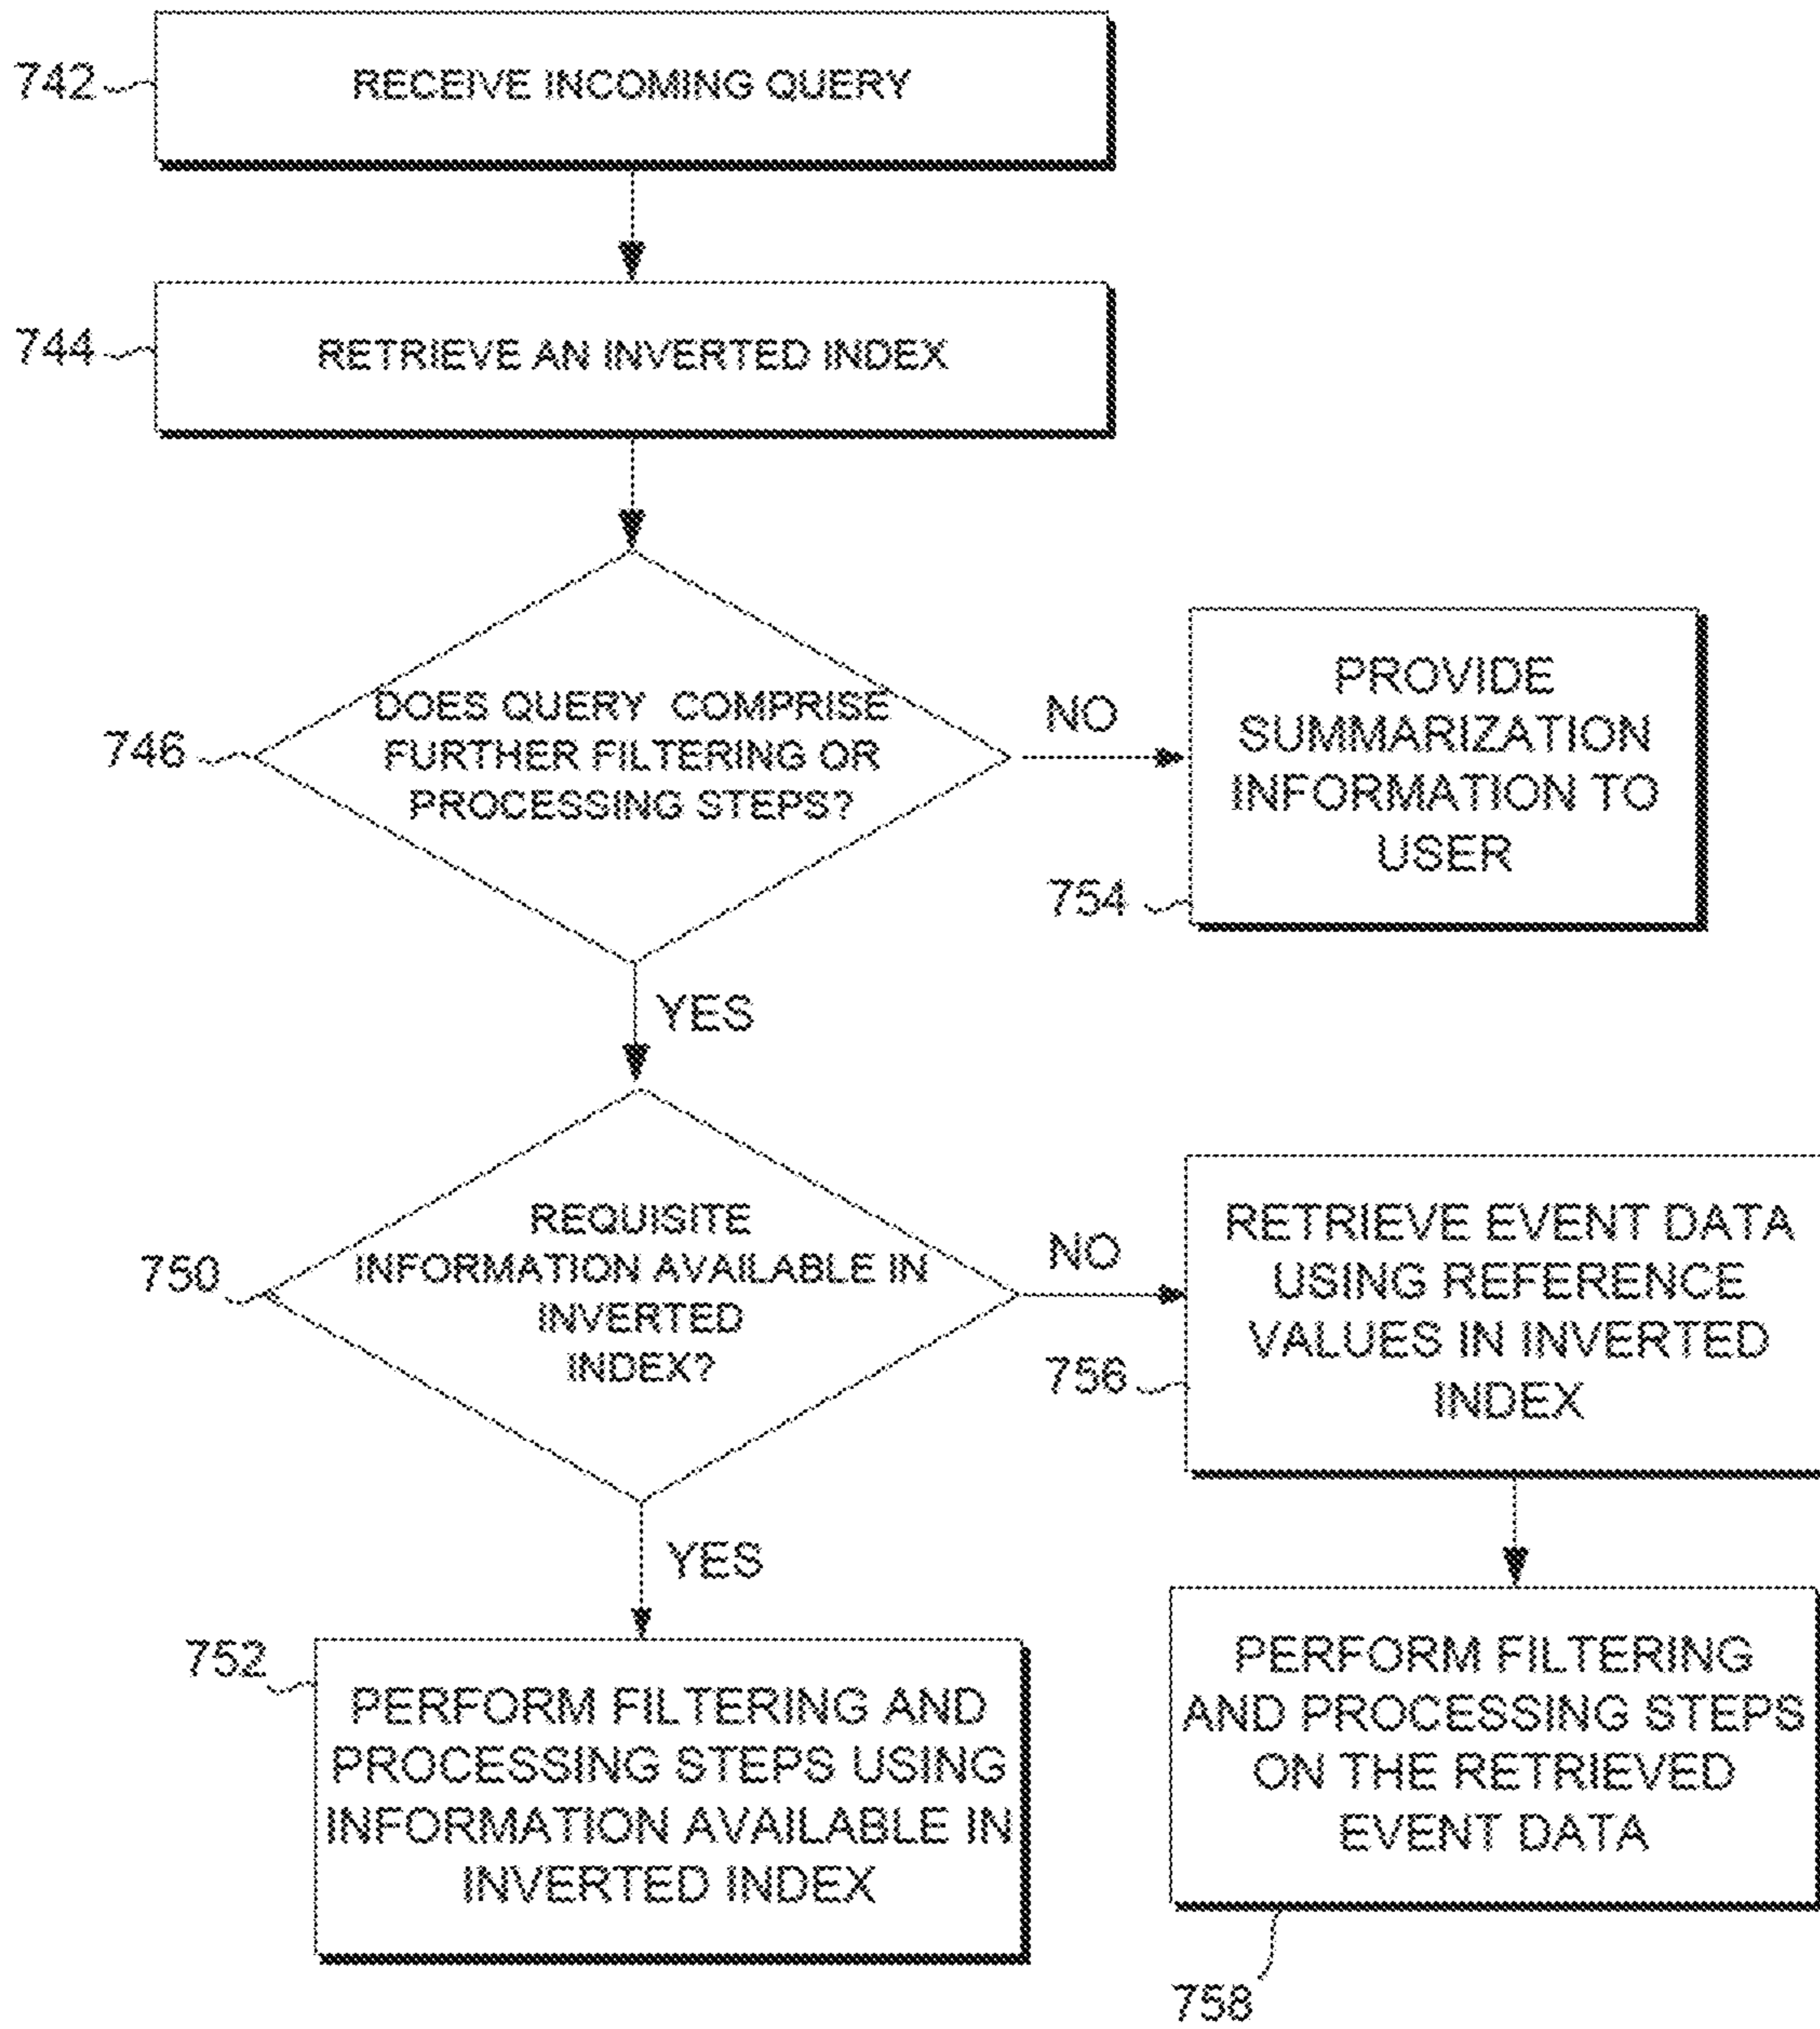 742
RECEIVE INCOMING QUERY
744
RETRIEVE AN INVERTED INDEX
746
DOES QUERY COMPRISE
FURTHER FILTERING OR
PROCESSING STEPS?
NO
PROVIDE
SUMMARIZATION
INFORMATION TO
USER
754
YES
750
REQUISITE
INFORMATION AVAILABLE IN
INVERTED
INDEX?
NO
RETRIEVE EVENT DATA
USING REFERENCE
VALUES IN INVERTED
INDEX
756
YES
752
PERFORM FILTERING AND
PROCESSING STEPS USING
INFORMATION AVAILABLE IN
INVERTED INDEX
PERFORM FILTERING
AND PROCESSING STEPS
ON THE RETRIEVED
EVENT DATA
758